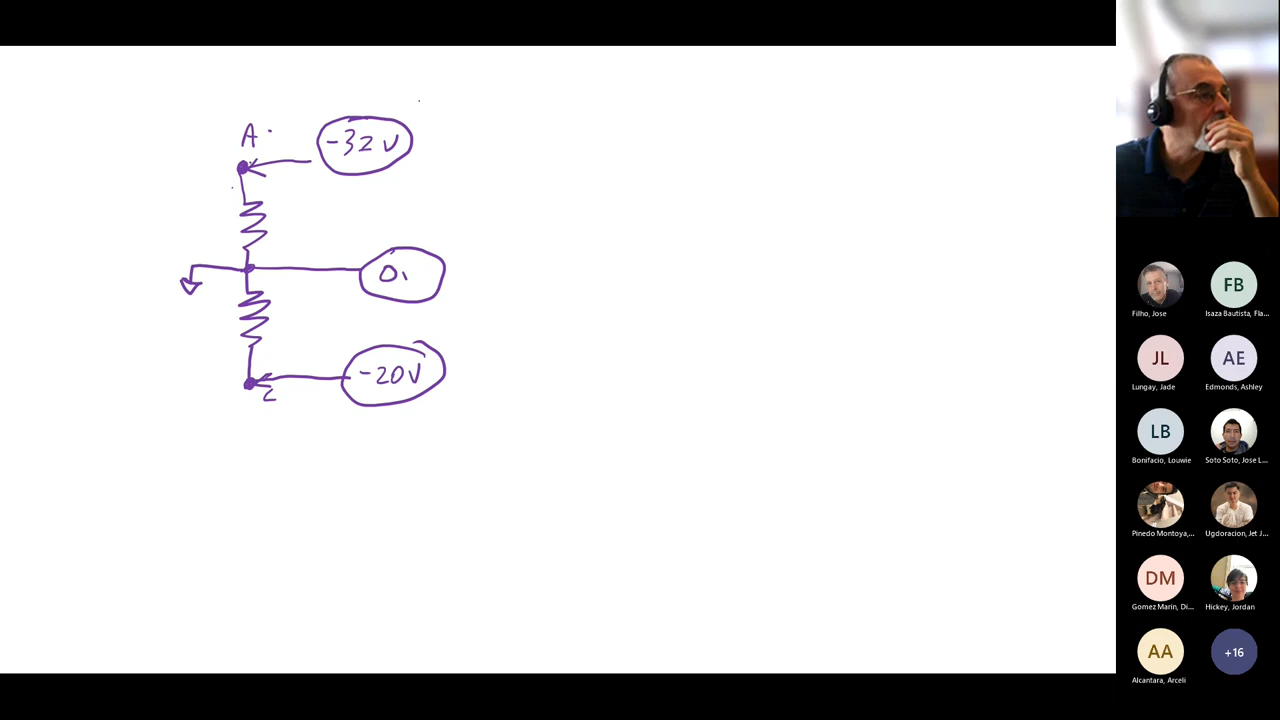 A
-32V
0V
-20V
C
Filho, Jose
FB
Isaza Bautista, Fla...
JL
Lungay, Jade
AE
Edmonds, Ashley
LB
Bonifacio, Louwie
Soto Soto, Jose L...
Pinedo Montoya,...
Ugdoracion, Jet J...
DM
Gomez Marin, Di...
Hickey, Jordan
AA
Alcantara, Arceli
+16